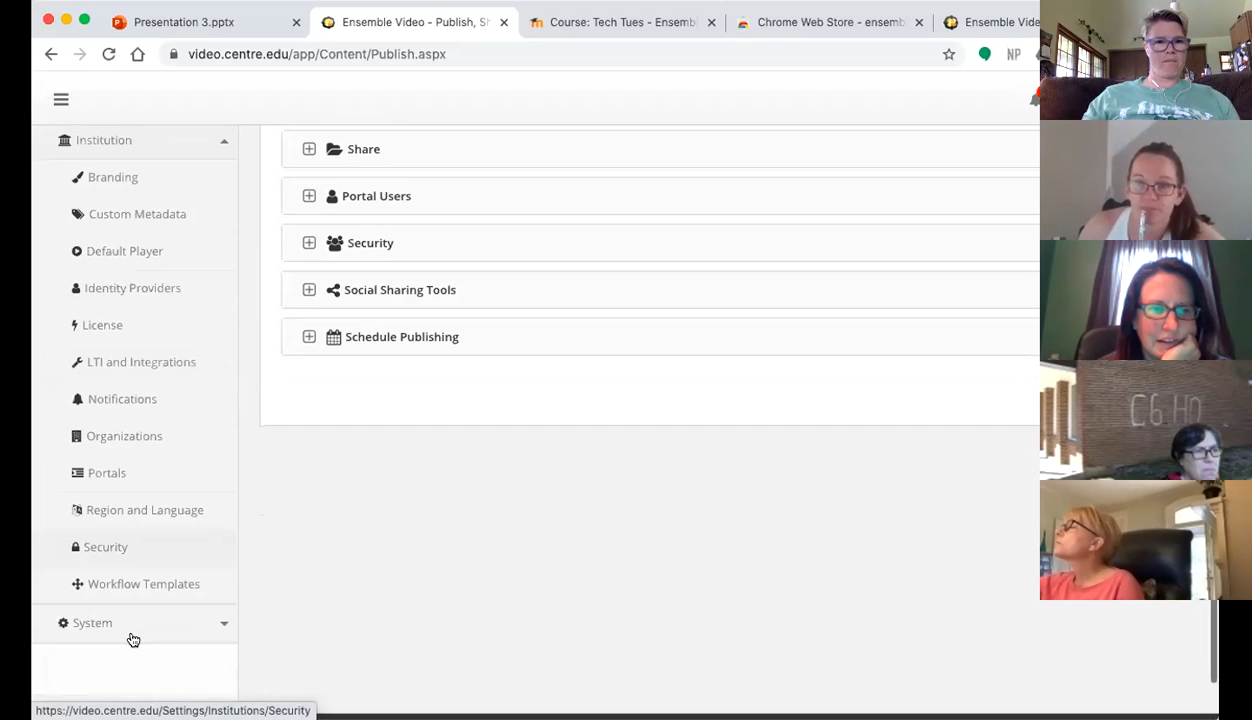 Presentation 3.pptx
Ensemble Video - Publish, Sh
Course: Tech Tues - Ensembl
Chrome Web Store - ensemb
Ensemble Vide
video.centre.edu/app/Content/Publish.aspx
NP
Institution
Branding
Custom Metadata
Default Player
Identity Providers
License
LTI and Integrations
Notifications
Organizations
Portals
Region and Language
Security
Workflow Templates
System
Share
Portal Users
Security
Social Sharing Tools
Schedule Publishing
C6 HQ
https://video.centre.edu/Settings/Institutions/Security